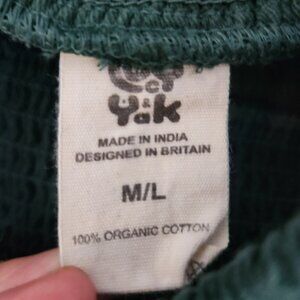 & Yak
MADE IN INDIA
DESIGNED IN BRITAIN
M/L
100% ORGANIC COTTON